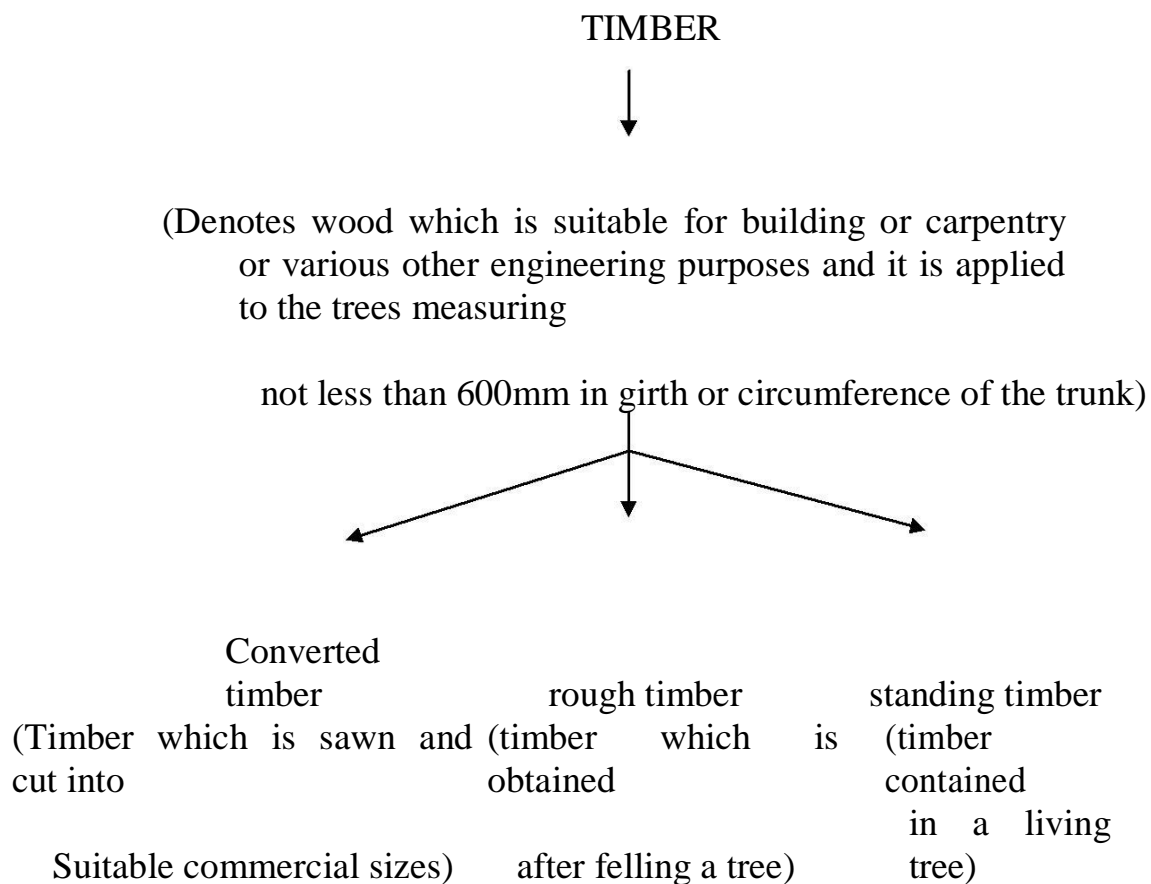 TIMBER
(Denotes wood which is suitable for building or carpentry
or various other engineering purposes and it is applied
to the trees measuring
not less than 600mm in girth or circumference of the trunk)
Converted
timber
(Timber which is sawn and
cut into
Suitable commercial sizes)
rough timber
(timber which is
obtained
after felling a tree)
standing timber
(timber
contained
in a living
tree)